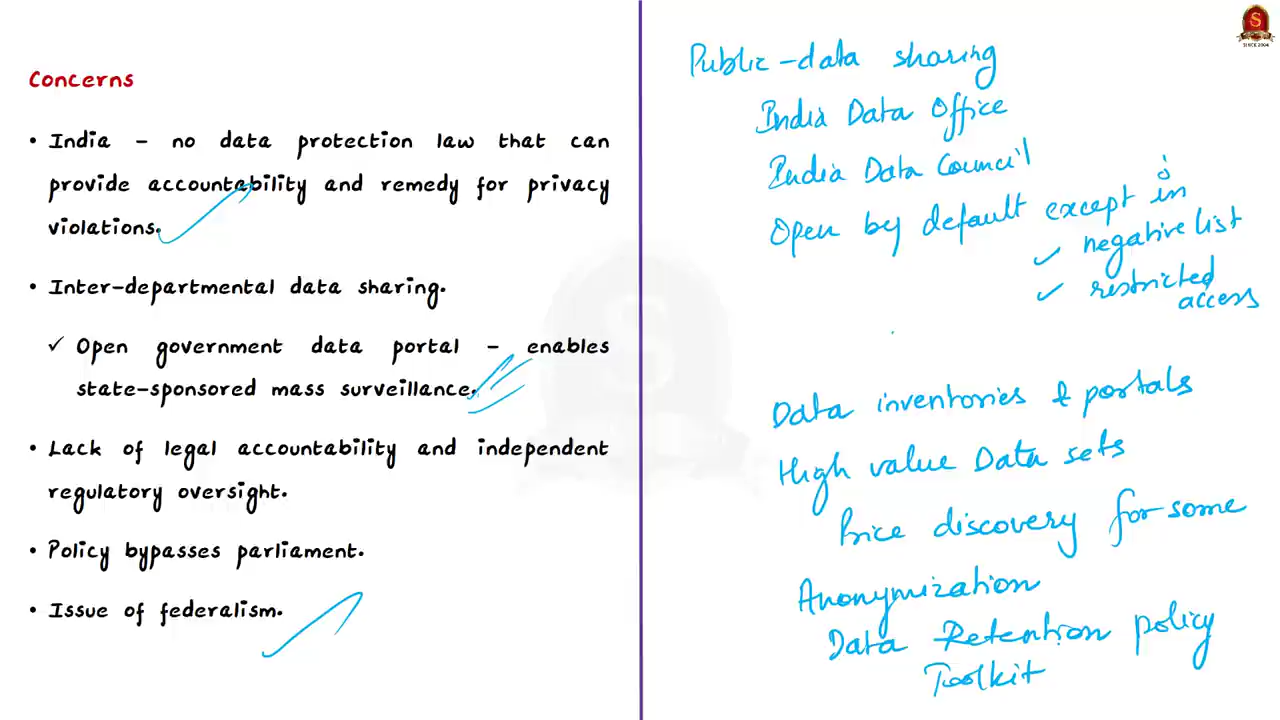 Concerns
• India - no data protection law that can
provide accountability and remedy for privacy
violations.
• Inter-departmental data sharing.
✓ Open government data portal - enables
state-sponsored mass surveillance.
• Lack of legal accountability and independent
regulatory oversight.
• Policy bypasses parliament.
• Issue of federalism.
S
SINCE 2004
Public-data sharing
India Data Office
India Data Council
Open by default except in
✓ negative list
✓ restricted
access
Data inventories & portals
High value Data sets
Price discovery for some
Anonymization
Data Retention policy
Toolkit